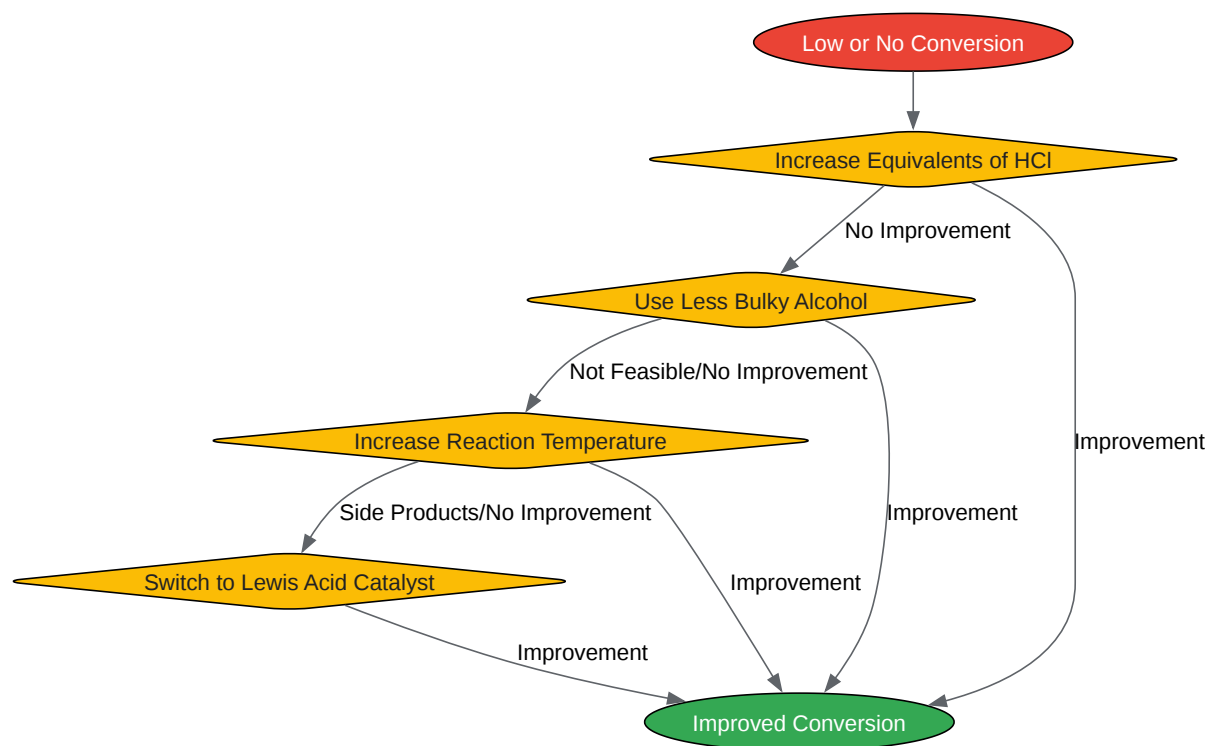 Low or No Conversion
Increase Equivalents of HCl
No Improvement
Use Less Bulky Alcohol
Not Feasible/No Improvement
Increase Reaction Temperature
Improvement
Side Products/No Improvement
Improvement
Switch to Lewis Acid Catalyst
Improvement
Improvement
Improved Conversion